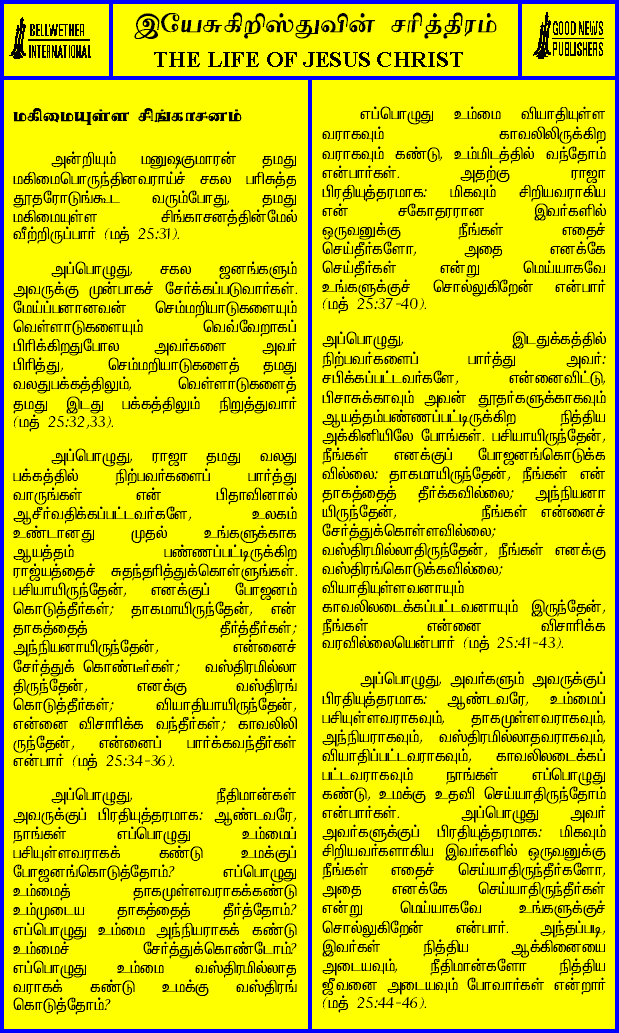 BELLWETHER
INTERNATIONAL
இயேசுகிறிஸ்துவின் சரித்திரம்
THE LIFE OF JESUS CHRIST
GOOD NEWS
PUBLISHERS
மகிமையுள்ள சிங்காசனம்
அன்றியும் மனுஷகுமாரன் தமது
மகிமைபொருந்தினவராய்ச் சகல பரிசுத்த
தூதரோடுங்கூட வரும்போது, தமது
மகிமையுள்ள சிங்காசனத்தின்மேல்
வீற்றிருப்பார் (மத் 25:31).
அப்பொழுது, சகல ஜனங்களும்
அவருக்கு முன்பாகச் சேர்க்கப்படுவார்கள்.
மேய்ப்பனானவன் செம்மறியாடுகளையும்
வெள்ளாடுகளையும் வெவ்வேறாகப்
பிரிக்கிறதுபோல அவர்களை அவர்
பிரித்து, செம்மறியாடுகளைத் தமது
வலதுபக்கத்திலும், வெள்ளாடுகளைத்
தமது இடது பக்கத்திலும் நிறுத்துவார்
(மத் 25:32,33).
அப்பொழுது, ராஜா தமது வலது
பக்கத்தில் நிற்பவர்களைப் பார்த்து
வாருங்கள் என் பிதாவினால்
ஆசீர்வதிக்கப்பட்டவர்களே, உலகம்
உண்டானது முதல் உங்களுக்காக
ஆயத்தம் பண்ணப்பட்டிருக்கிற
ராஜ்யத்தைச் சுதந்தரித்துக்கொள்ளுங்கள்.
பசியாயிருந்தேன், எனக்குப் போஜனம்
கொடுத்தீர்கள்; தாகமாயிருந்தேன், என்
தாகத்தைத் தீர்த்தீர்கள்;
அந்நியனாயிருந்தேன், என்னைச்
சேர்த்துக் கொண்டீர்கள்; வஸ்திரமில்லா
திருந்தேன், எனக்கு வஸ்திரங்
கொடுத்தீர்கள்; வியாதியாயிருந்தேன்,
என்னை விசாரிக்க வந்தீர்கள்; காவலிலி
ருந்தேன், என்னைப் பார்க்கவந்தீர்கள்
என்பார் (மத் 25:34-36).
அப்பொழுது, நீதிமான்கள்
அவருக்குப் பிரதியுத்தரமாக: ஆண்டவரே,
நாங்கள் எப்பொழுது உம்மைப்
பசியுள்ளவராகக் கண்டு உமக்குப்
போஜனங்கொடுத்தோம்? எப்பொழுது
உம்மைத் தாகமுள்ளவராகக்கண்டு
உம்முடைய தாகத்தைத் தீர்த்தோம்?
எப்பொழுது உம்மை அந்நியராகக் கண்டு
உம்மைச் சேர்த்துக்கொண்டோம்?
எப்பொழுது உம்மை வஸ்திரமில்லாத
வராகக் கண்டு உமக்கு வஸ்திரங்
கொடுத்தோம்?
எப்பொழுது உம்மை வியாதியுள்ள
வராகவும் காவலிலிருக்கிற
வராகவும் கண்டு, உம்மிடத்தில் வந்தோம்
என்பார்கள். அதற்கு ராஜா
பிரதியுத்தரமாக: மிகவும் சிறியவராகிய
என் சகோதரரான இவர்களில்
ஒருவனுக்கு நீங்கள் எதைச்
செய்தீர்களோ, அதை எனக்கே
செய்தீர்கள் என்று மெய்யாகவே
உங்களுக்குச் சொல்லுகிறேன் என்பார்
(மத் 25:37-40).
அப்பொழுது, இடதுக்கத்தில்
நிற்பவர்களைப் பார்த்து அவர்:
சபிக்கப்பட்டவர்களே, என்னைவிட்டு,
பிசாசுக்காவும் அவன் தூதர்களுக்காகவும்
ஆயத்தம்பண்ணப்பட்டிருக்கிற நித்திய
அக்கினியிலே போங்கள். பசியாயிருந்தேன்,
நீங்கள் எனக்குப் போஜனங்கொடுக்க
வில்லை: தாகமாயிருந்தேன், நீங்கள் என்
தாகத்தைத் தீர்க்கவில்லை; அந்நியனா
யிருந்தேன், நீங்கள் என்னைச்
சேர்த்துக்கொள்ளவில்லை;
வஸ்திரமில்லாதிருந்தேன், நீங்கள் எனக்கு
வஸ்திரங்கொடுக்கவில்லை;
வியாதியுள்ளவனாயும்
காவலிலடைக்கப்பட்டவனாயும் இருந்தேன்,
நீங்கள் என்னை விசாரிக்க
வரவில்லையென்பார் (மத் 25:41-43).
அப்பொழுது, அவர்களும் அவருக்குப்
பிரதியுத்தரமாக: ஆண்டவரே, உம்மைப்
பசியுள்ளவராகவும், தாகமுள்ளவராகவும்,
அந்நியராகவும், வஸ்திரமில்லாதவராகவும்,
வியாதிப்பட்டவராகவும், காவலிலடைக்கப்
பட்டவராகவும் நாங்கள் எப்பொழுது
கண்டு, உமக்கு உதவி செய்யாதிருந்தோம்
என்பார்கள். அப்பொழுது அவர்
அவர்களுக்குப் பிரதியுத்தரமாக: மிகவும்
சிறியவர்களாகிய இவர்களில் ஒருவனுக்கு
நீங்கள் எதைச் செய்யாதிருந்தீர்களோ,
அதை எனக்கே செய்யாதிருந்தீர்கள்
என்று மெய்யாகவே உங்களுக்குச்
சொல்லுகிறேன் என்பார். அந்தப்படி,
இவர்கள் நித்திய ஆக்கினையை
அடையவும், நீதிமான்களோ நித்திய
ஜீவனை அடையவும் போவார்கள் என்றார்
(மத் 25:44-46).